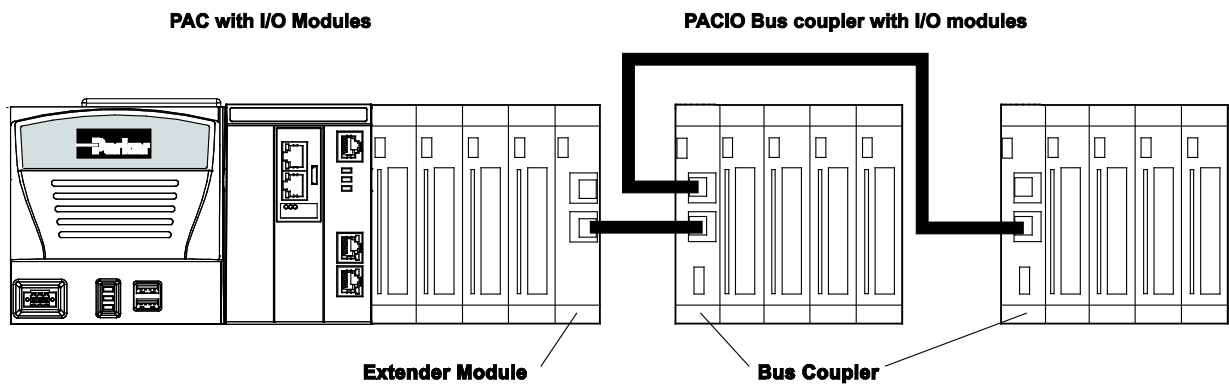 PAC with I/O Modules
PACIO Bus coupler with I/O modules
Parker
Extender Module
Bus Coupler